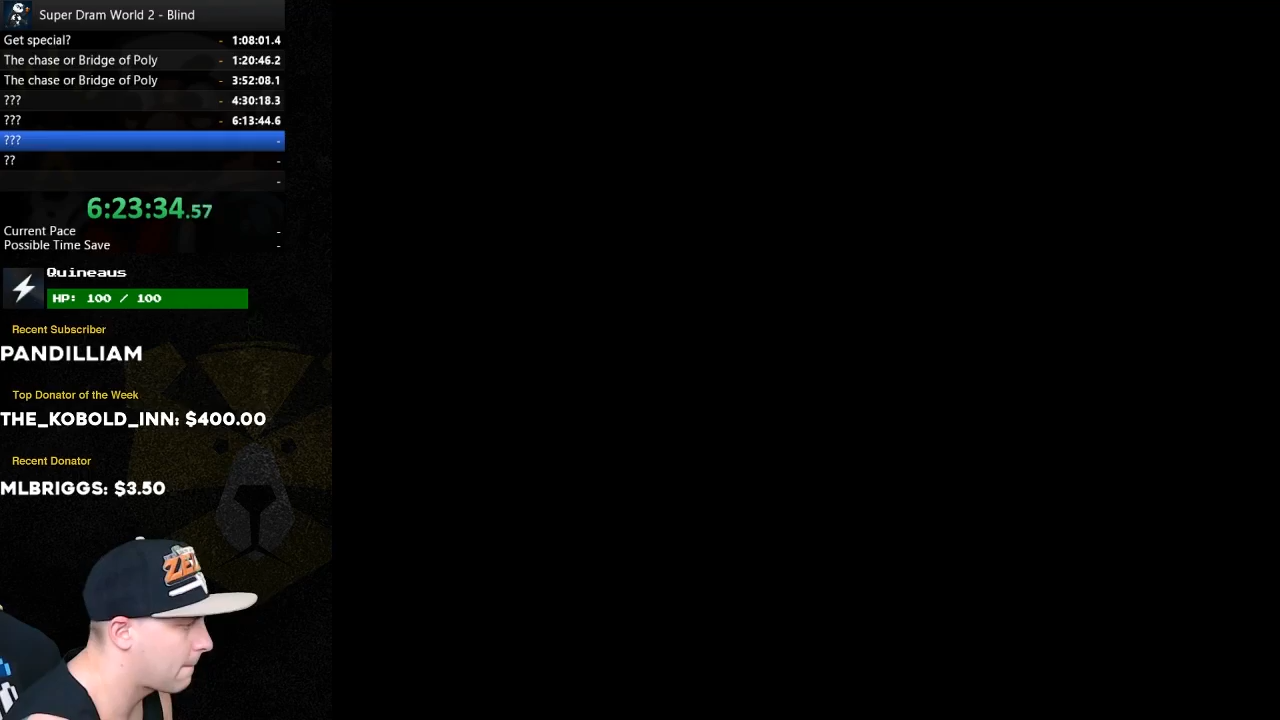 Super Dram World 2 - Blind
Get special? - 1:08:01.4
The chase or Bridge of Poly - 1:20:46.2
The chase or Bridge of Poly - 3:52:08.1
??? - 4:30:18.3
??? - 6:13:44.6
??? -
?? -
-
6:23:34.57
Current Pace -
Possible Time Save -
Quineaus
HP: 100 / 100
Recent Subscriber
PANDILLIAM
Top Donator of the Week
THE_KOBOLD_INN: $400.00
Recent Donator
MLBRIGGS: $3.50